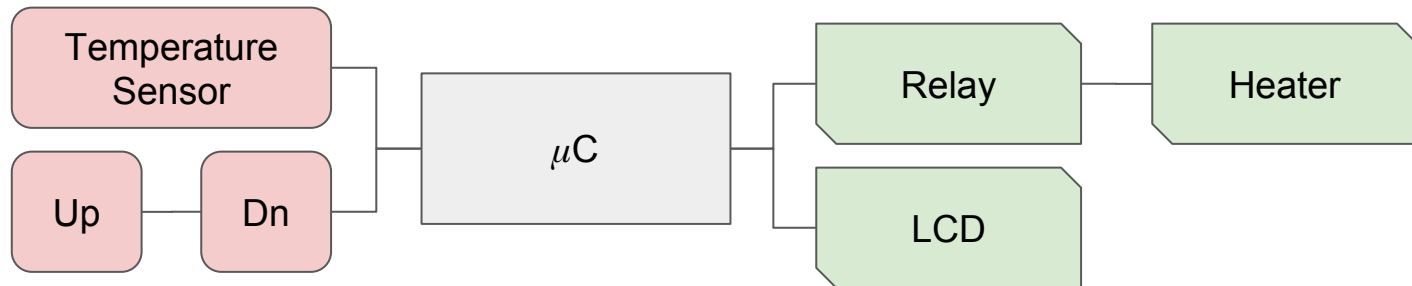 Temperature
Sensor
Up
Dn
μC
Relay
Heater
LCD